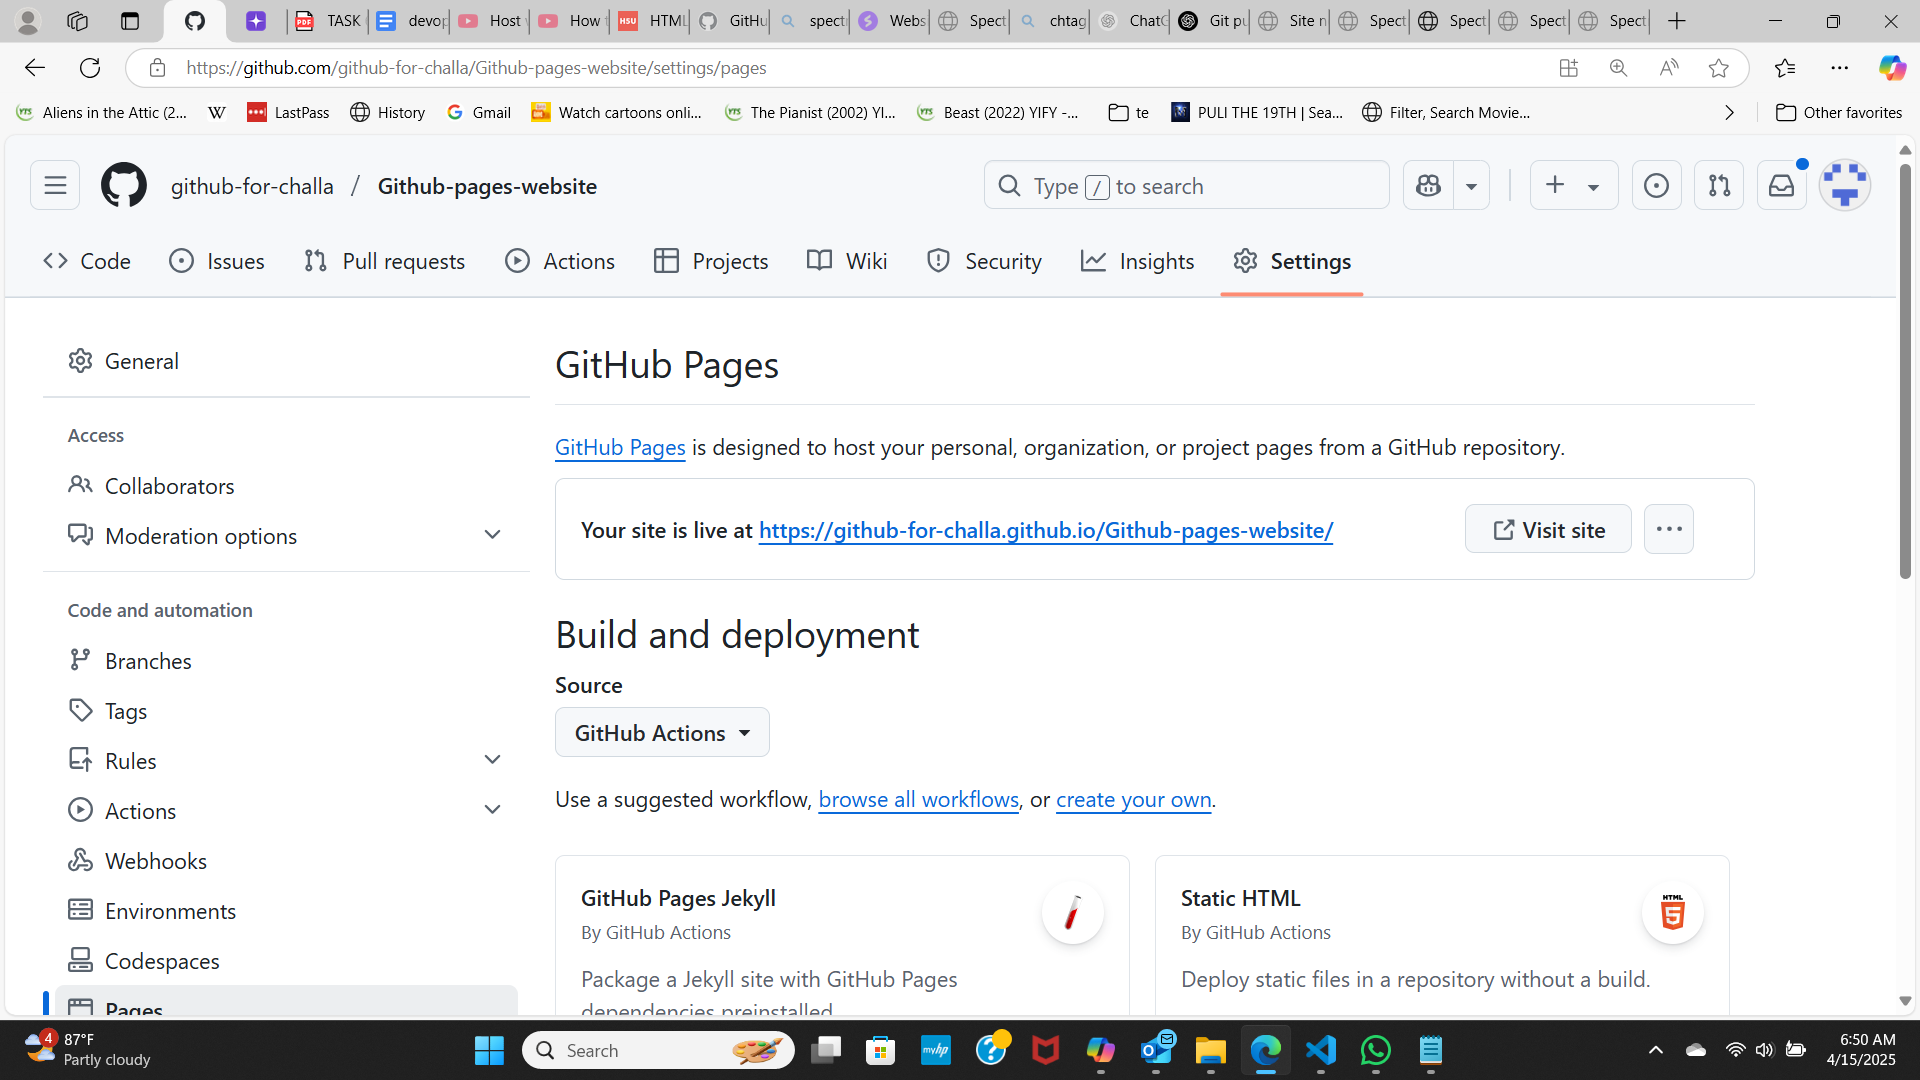 TASK
devop
Host
How t
HTML
GitHu
spect
Webs
Spect
chtag
ChatG
Git pu
Site n
Spect
Spect
Spect
Spect
https://github.com/github-for-challa/Github-pages-website/settings/pages
Aliens in the Attic (2...
W
LastPass
History
Gmail
Watch cartoons onli...
The Pianist (2002) YI...
Beast (2022) YIFY -...
te
PULI THE 19TH | Sea...
Filter, Search Movie...
Other favorites
github-for-challa / Github-pages-website
Type / to search
Code
Issues
Pull requests
Actions
Projects
Wiki
Security
Insights
Settings
General
Access
Collaborators
Moderation options
Code and automation
Branches
Tags
Rules
Actions
Webhooks
Environments
Codespaces
Pages
GitHub Pages
GitHub Pages is designed to host your personal, organization, or project pages from a GitHub repository.
Your site is live at https://github-for-challa.github.io/Github-pages-website/
Visit site
Build and deployment
Source
GitHub Actions
Use a suggested workflow, browse all workflows, or create your own.
GitHub Pages Jekyll
By GitHub Actions
Package a Jekyll site with GitHub Pages
dependencies preinstalled.
Static HTML
By GitHub Actions
Deploy static files in a repository without a build.
HTML
5
4
87°F
Partly cloudy
Search
myhp
6:50 AM
4/15/2025